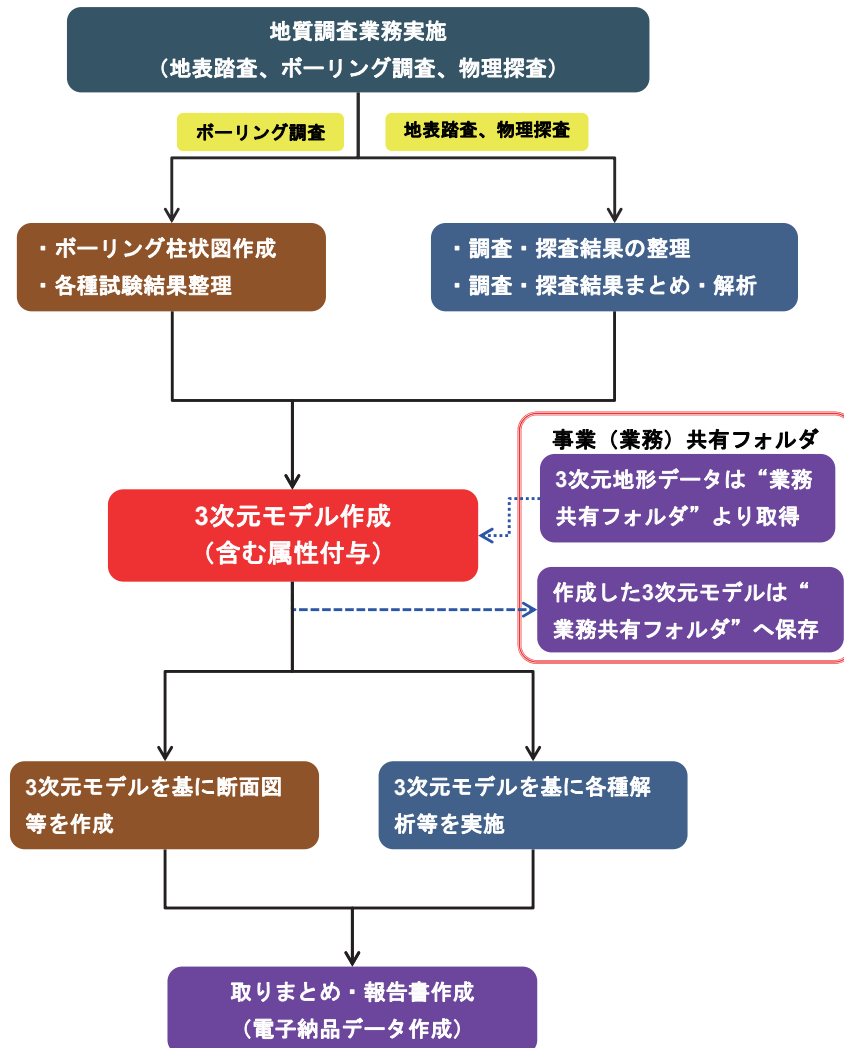 地質調査業務実施
（地表踏査、ボーリング調査、物理探査）
ボーリング調査
地表踏査、物理探査
・ボーリング柱状図作成
・各種試験結果整理
・調査・探査結果の整理
・調査・探査結果まとめ・解析
事業（業務）共有フォルダ
3次元地形データは“業務
共有フォルダ”より取得
3次元モデル作成
（含む属性付与）
作成した3次元モデルは“
業務共有フォルダ”へ保存
3次元モデルを基に断面図
等を作成
3次元モデルを基に各種解
析等を実施
取りまとめ・報告書作成
（電子納品データ作成）